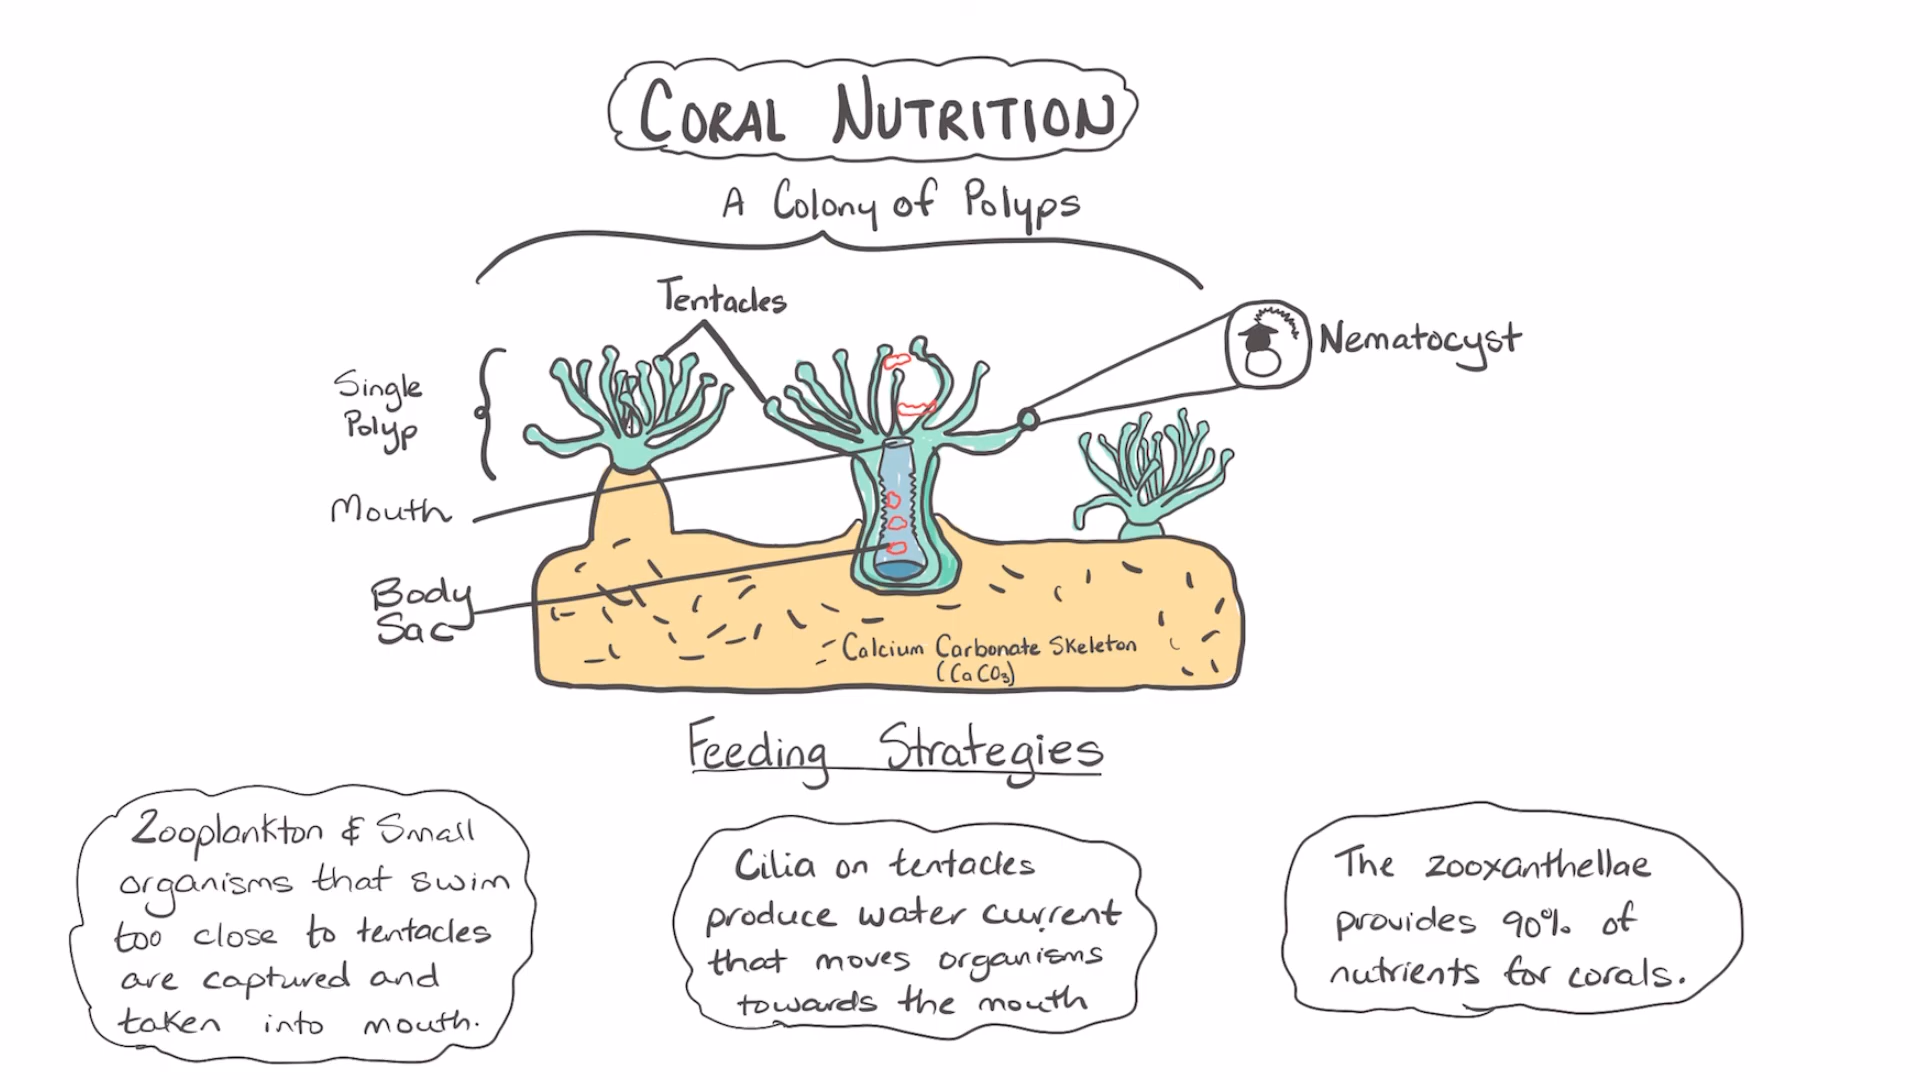 CORAL NUTRITION
A Colony of Polyps
Tentacles
Nematocyst
Single
Polyp
Mouth
Body
Sac
Calcium Carbonate Skeleton
(CaCO₃)
Feeding Strategies
Zooplankton & Small
organisms that swim
too close to tentacles
are captured and
taken into mouth.
Cilia on tentacles
produce water current
that moves organisms
towards the mouth
The zooxanthellae
provides 90% of
nutrients for corals.